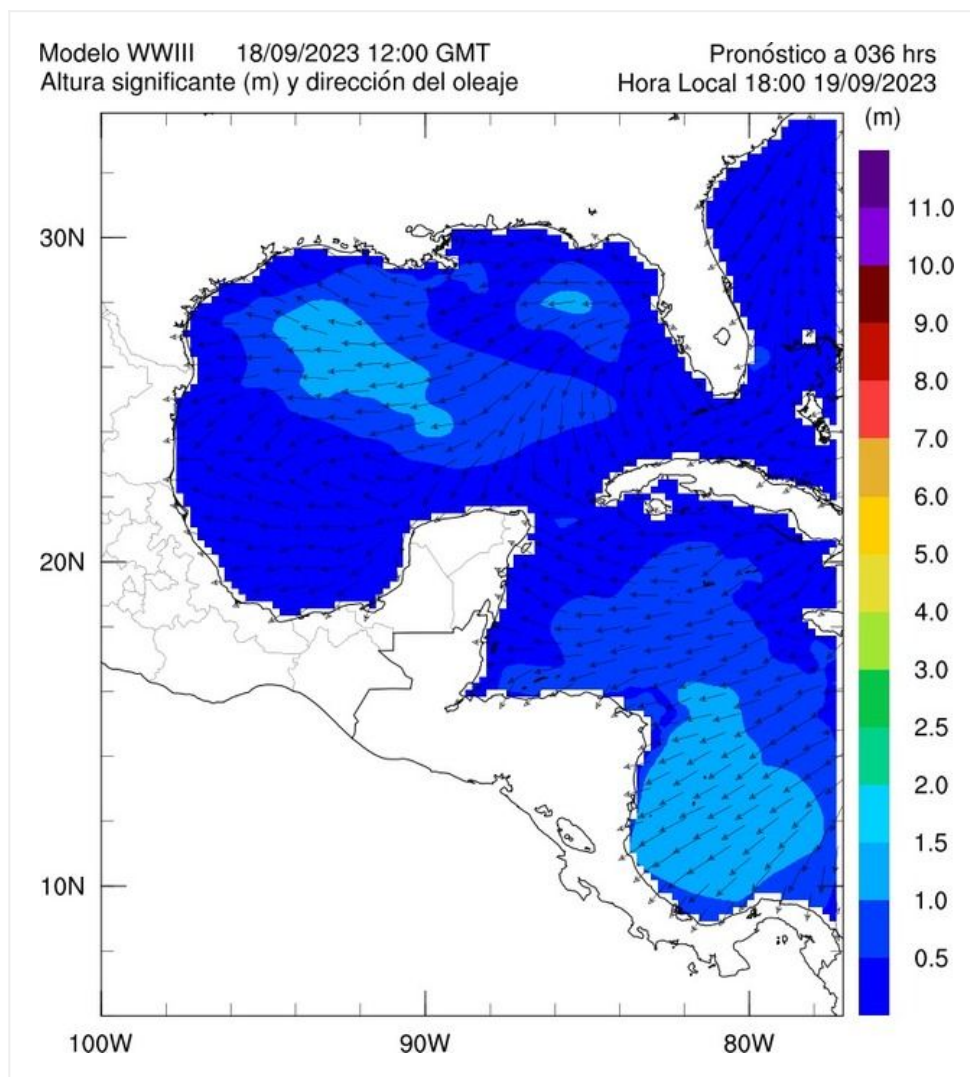 Modelo WWIII 18/09/2023 12:00 GMT
Pronóstico a 036 hrs
Altura significante (m) y dirección del oleaje
Hora Local 18:00 19/09/2023
(m)
11.0
10.0
9.0
8.0
7.0
6.0
5.0
4.0
3.0
2.5
2.0
1.5
1.0
0.5
30N
20N
10N
100W
90W
80W